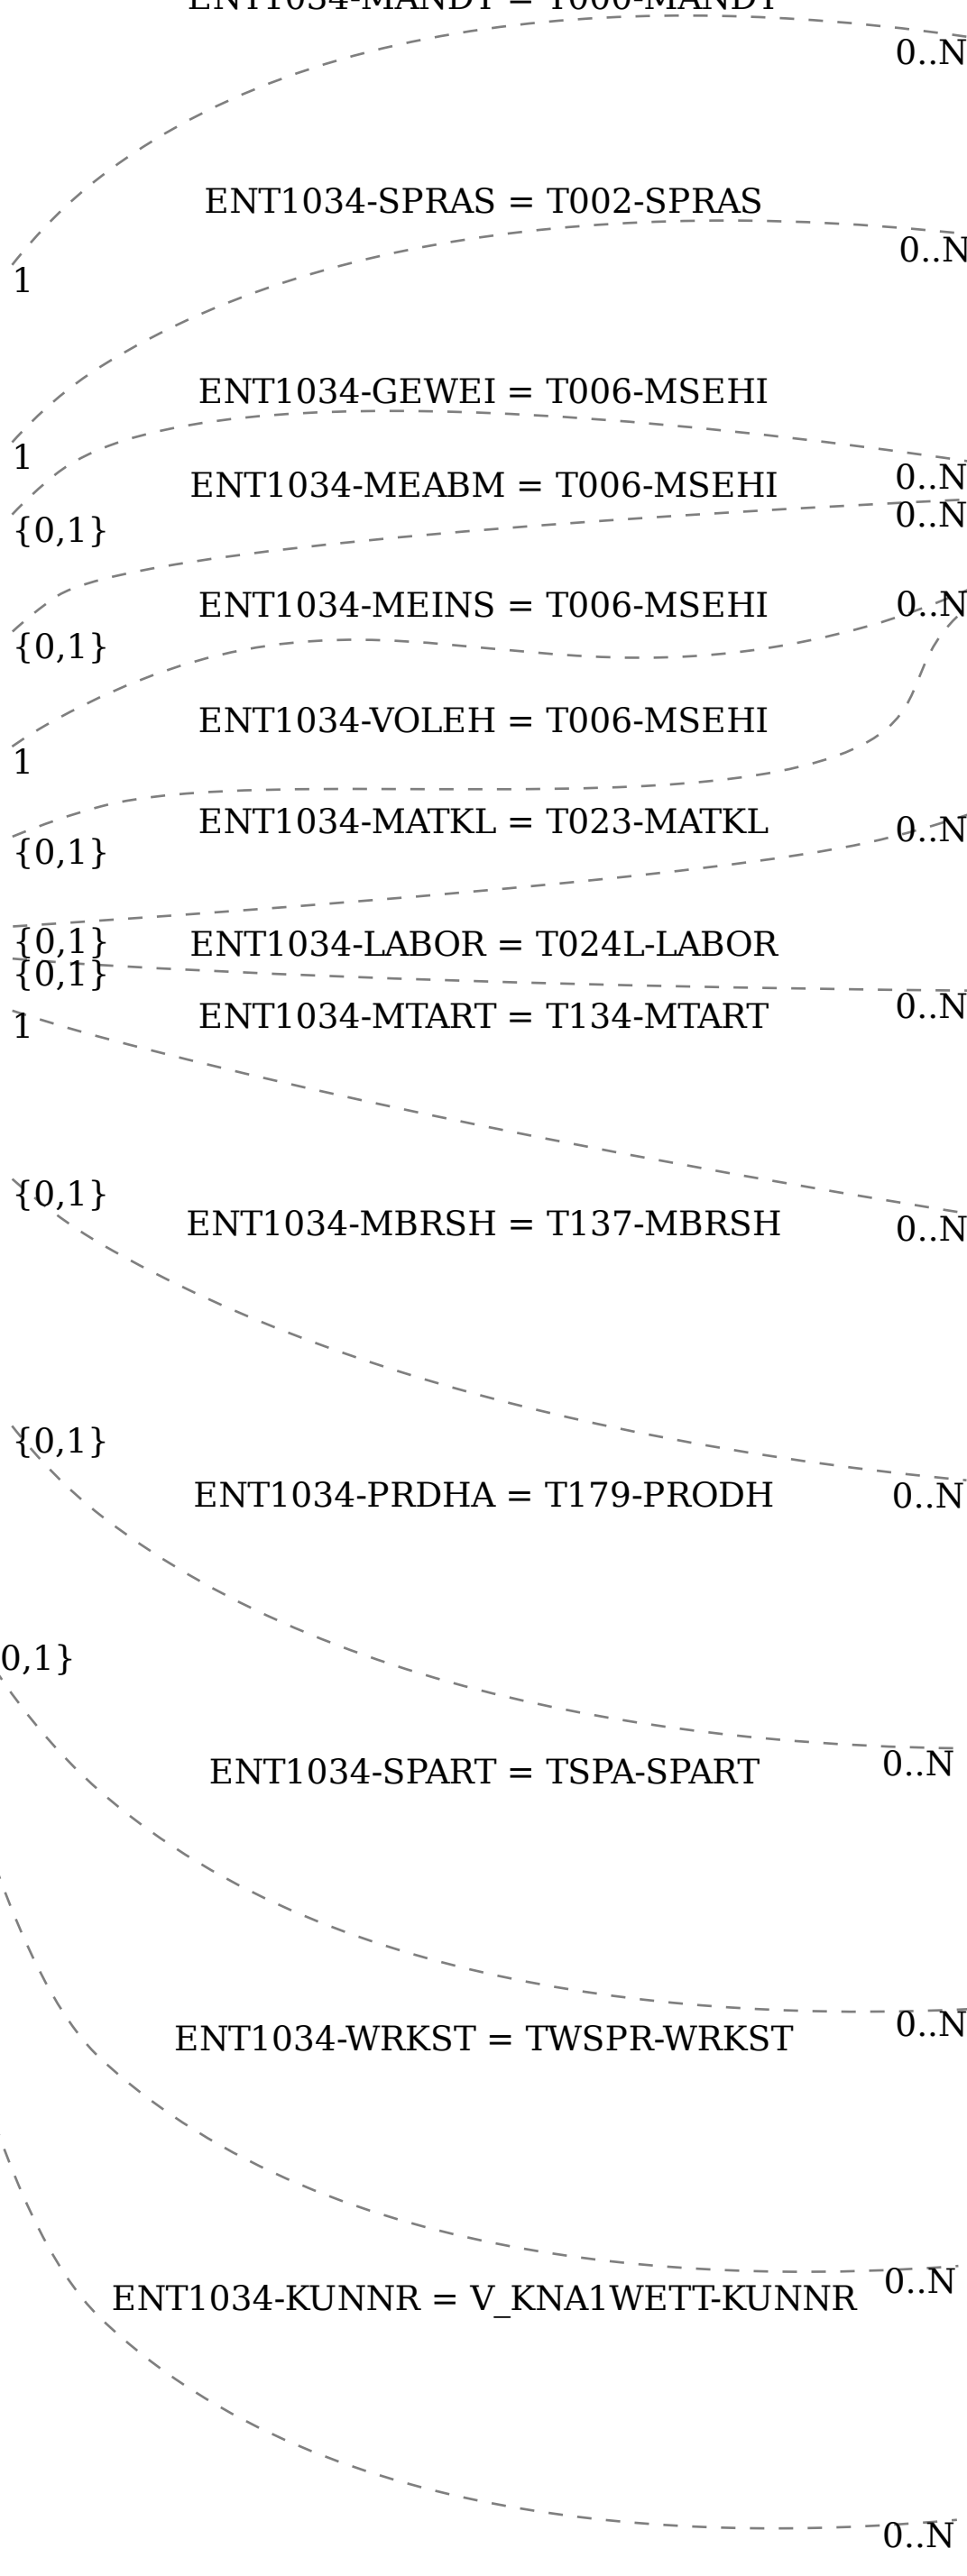 0..N
ENT1034-SPRAS = T002-SPRAS
0..N
1
ENT1034-GEWEI = T006-MSEHI
1
0..N
ENT1034-MEABM = T006-MSEHI
0..N
{0,1}
ENT1034-MEINS = T006-MSEHI
0..N
{0,1}
ENT1034-VOLEH = T006-MSEHI
1
ENT1034-MATKL = T023-MATKL
0..N
{0,1}
{0,1}
ENT1034-LABOR = T024L-LABOR
{0,1}
0..N
ENT1034-MTART = T134-MTART
1
{0,1}
ENT1034-MBRSH = T137-MBRSH
0..N
{0,1}
ENT1034-PRDHA = T179-PRODH
0..N
0,1}
ENT1034-SPART = TSPA-SPART
0..N
ENT1034-WRKST = TWSPR-WRKST
0..N
ENT1034-KUNNR = V_KNA1WETT-KUNNR
0..N
0..N